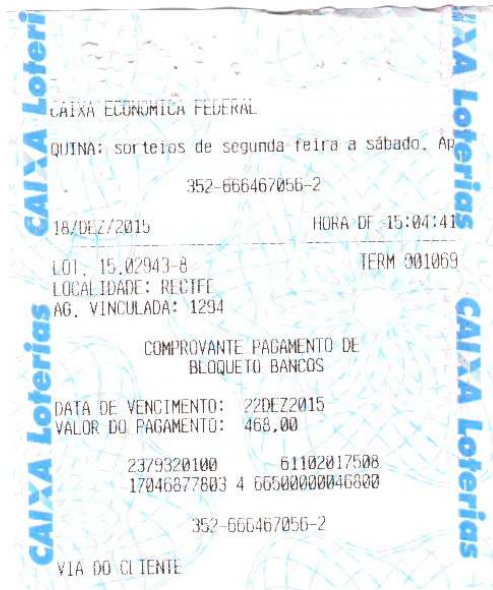 CAIXA ECONOMICA FEDERAL
QUINA: sorteios de segunda feira a sábado. Ap
352-666467056-2
18/DEZ/2015 HORA DF 15:04:41
LOT. 15.02943-8 TERM 001069
LOCALIDADE: RECIFE
AG. VINCULADA: 1294
COMPROVANTE PAGAMENTO DE
BLOQUETO BANCOS
DATA DE VENCIMENTO: 22DEZ2015
VALOR DO PAGAMENTO: 468,00
2379320100 61102017508
17046877803 4 66500000046800
352-666467056-2
VIA DO CLIENTE
CAIXA Loteri
CAIXA Loterias
IXA Loterias
CAIXA Loterias